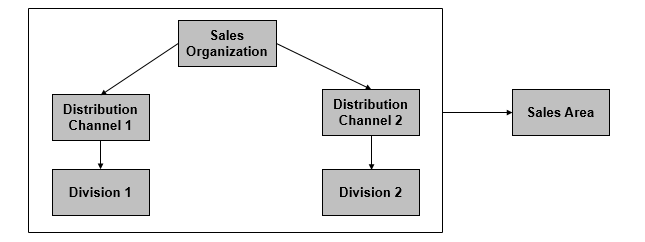 Sales
Organization
Distribution
Channel 1
Distribution
Channel 2
Sales Area
Division 1
Division 2